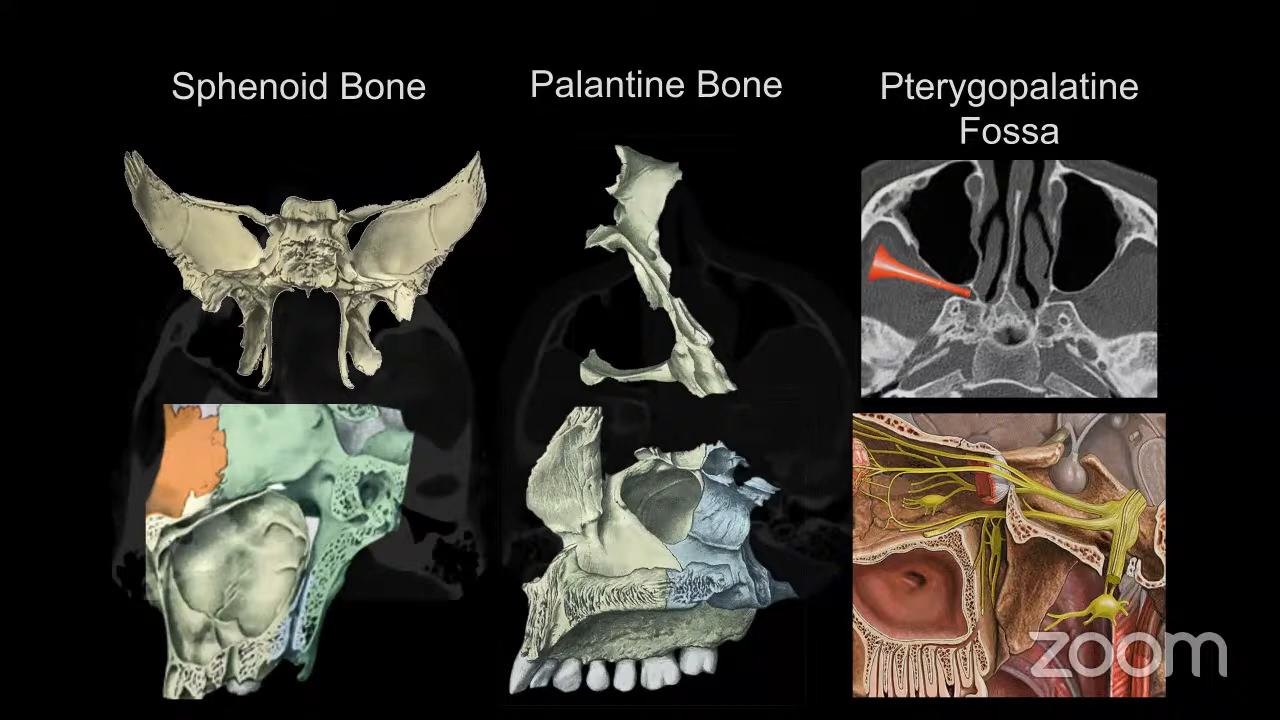 Sphenoid Bone
Palantine Bone
Pterygopalatine
Fossa
zoom